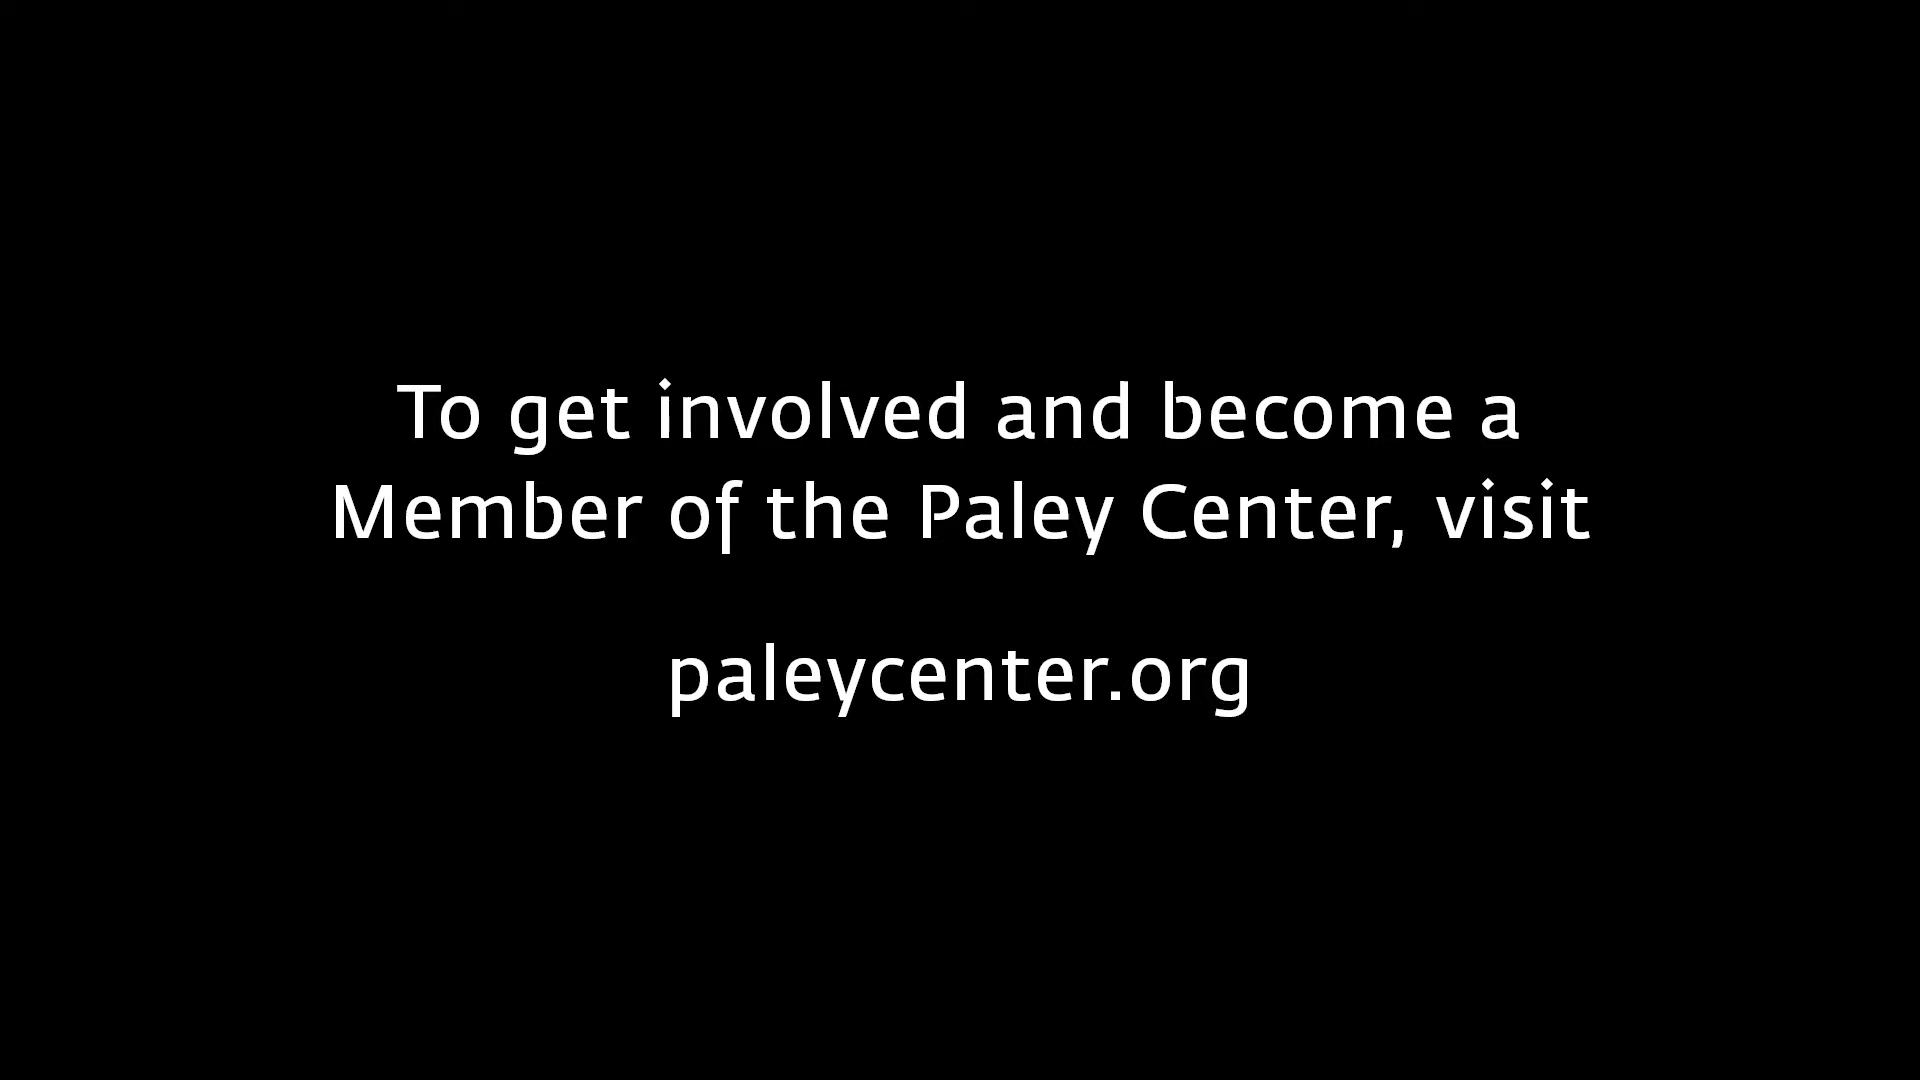 To get involved and become a
Member of the Paley Center, visit
paleycenter.org